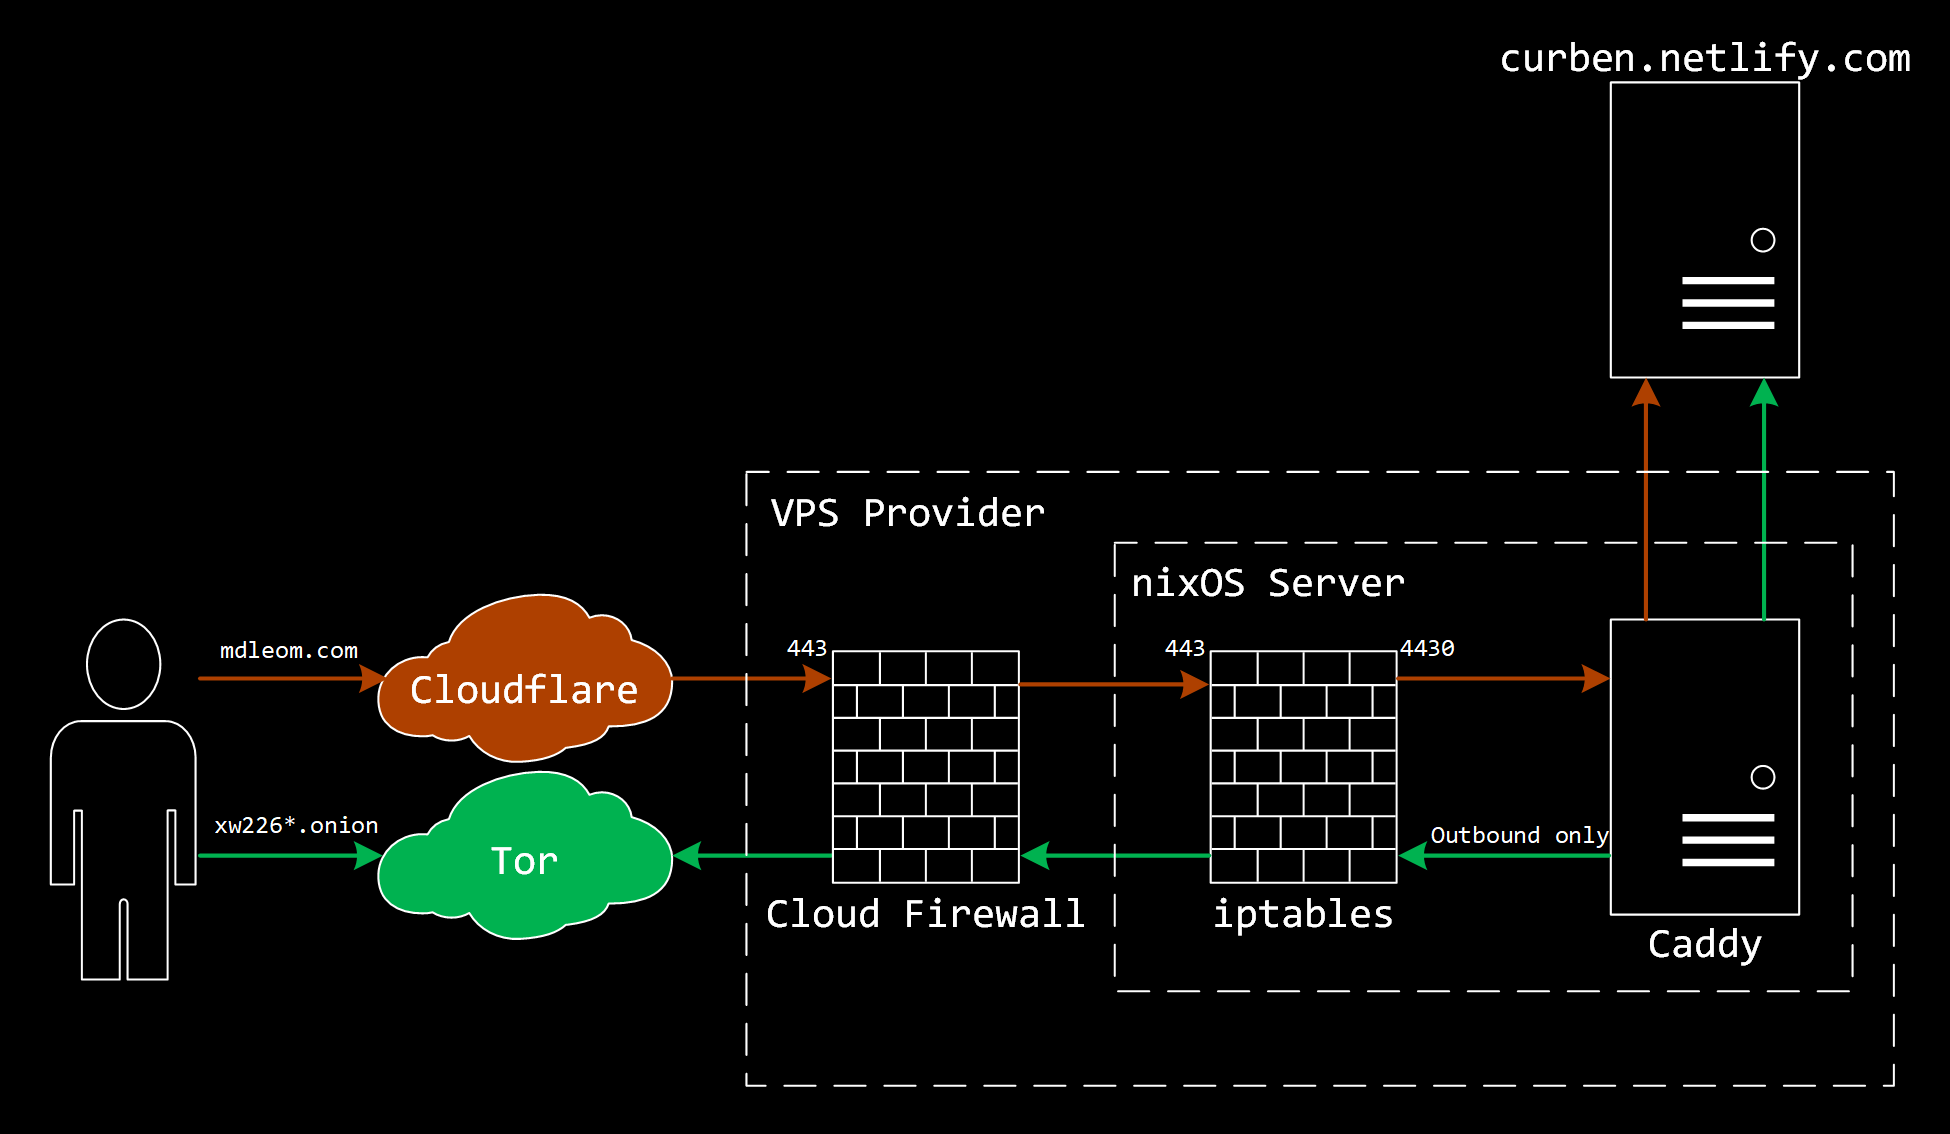 curben.netlify.com
VPS Provider
nixOS Server
mdleom.com
Cloudflare
443
443
4430
xw226*.onion
Tor
Outbound only
Cloud Firewall
iptables
Caddy